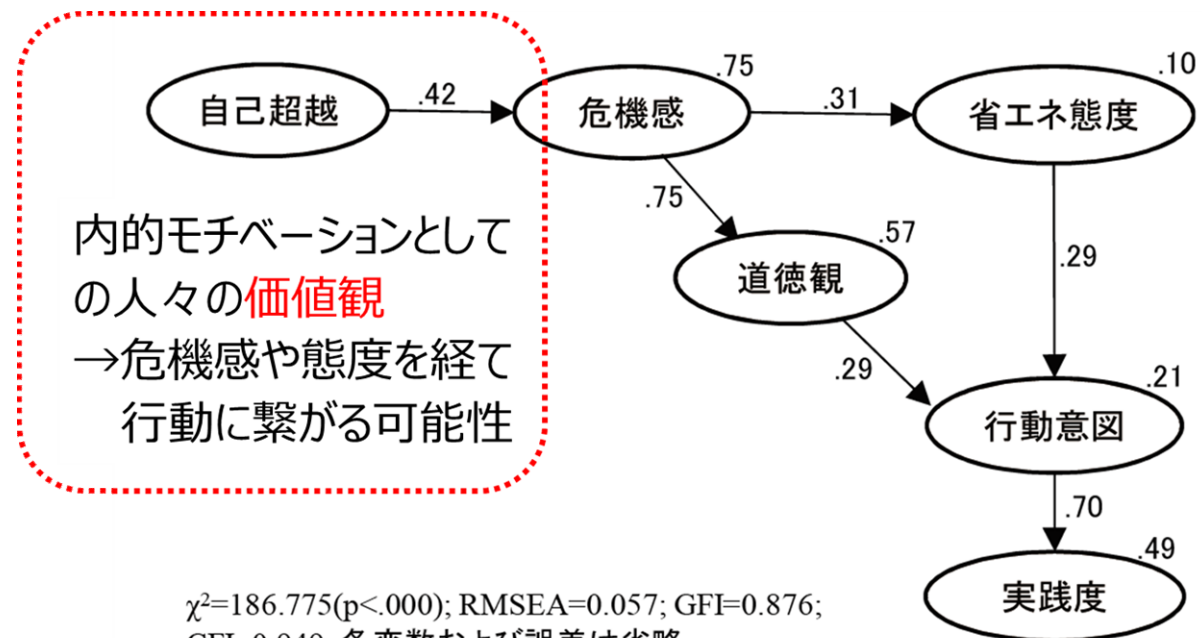 .75
.10
自己超越
.42
危機感
.31
省エネ態度
.75
.57
道徳観
.29
内的モチベーションとして
の人々の価値観
→危機感や態度を経て
行動に繋がる可能性
.29
.21
行動意図
.70
.49
実践度
χ²=186.775(p<.000); RMSEA=0.057; GFI=0.876;